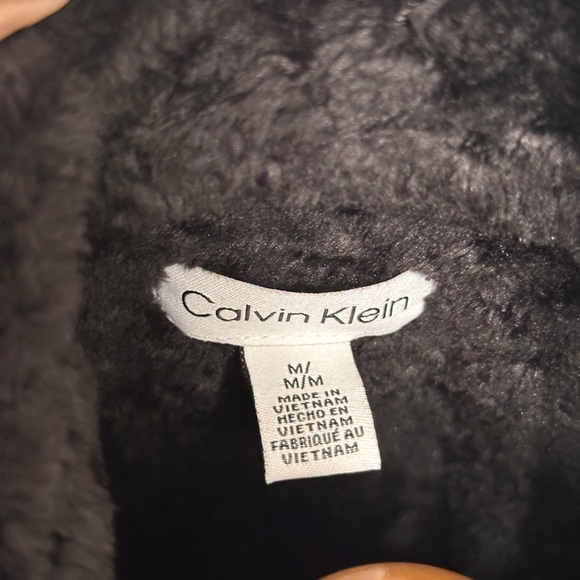 Calvin Klein
M/
M/M
MADE IN
VIETNAM
HECHO EN
VIETNAM
FABRIQUÉ AU
VIETNAM